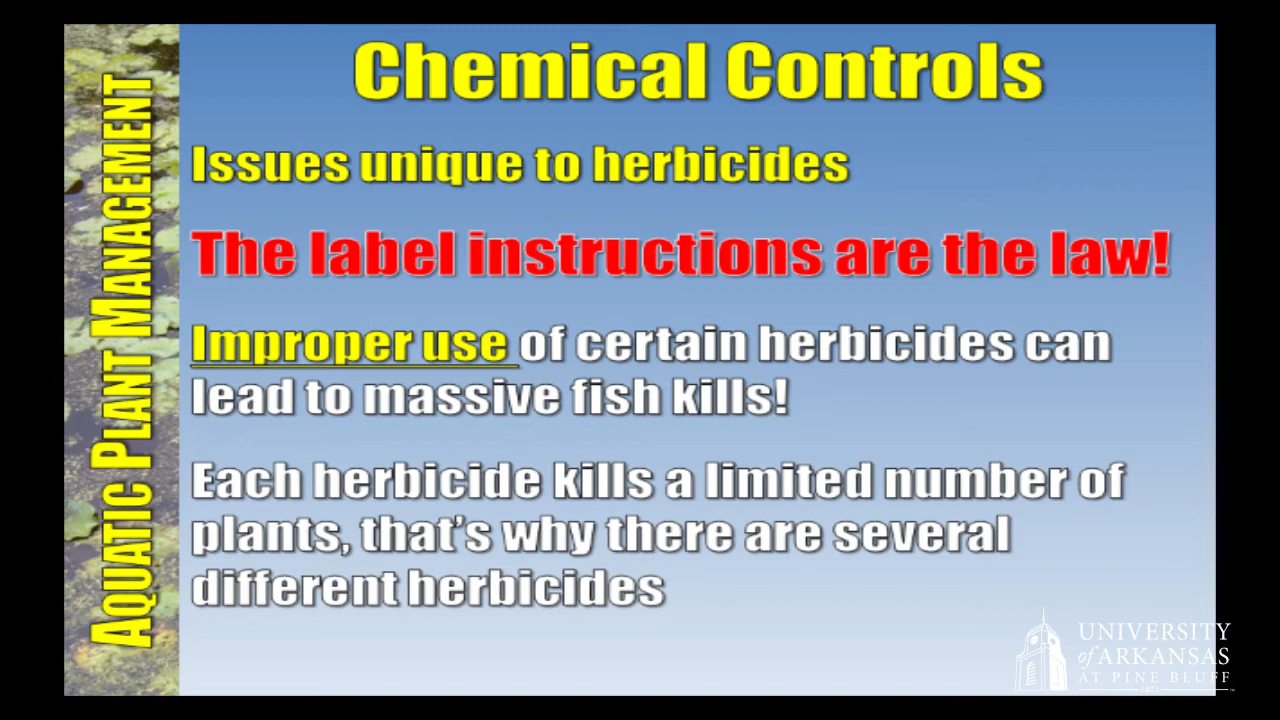 AQUATIC PLANT MANAGEMENT
Chemical Controls
Issues unique to herbicides
The label instructions are the law!
Improper use of certain herbicides can
lead to massive fish kills!
Each herbicide kills a limited number of
plants, that's why there are several
different herbicides
UNIVERSITY
of ARKANSAS
AT PINE BLUFF
1873